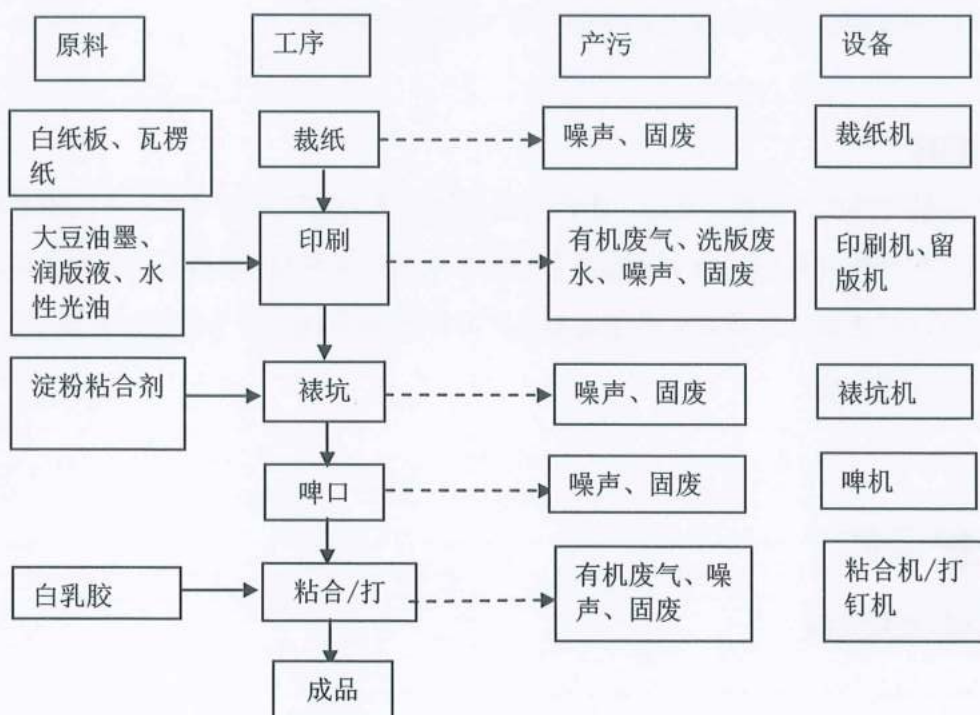 原料
工序
产污
设备
白纸板、瓦楞
纸
裁纸
噪声、固废
裁纸机
大豆油墨、
润版液、水
性光油
印刷
有机废气、洗版废
水、噪声、固废
印刷机、留
版机
淀粉粘合剂
裱坑
噪声、固废
裱坑机
啤口
噪声、固废
啤机
白乳胶
粘合/打
有机废气、噪
声、固废
粘合机/打
钉机
成品